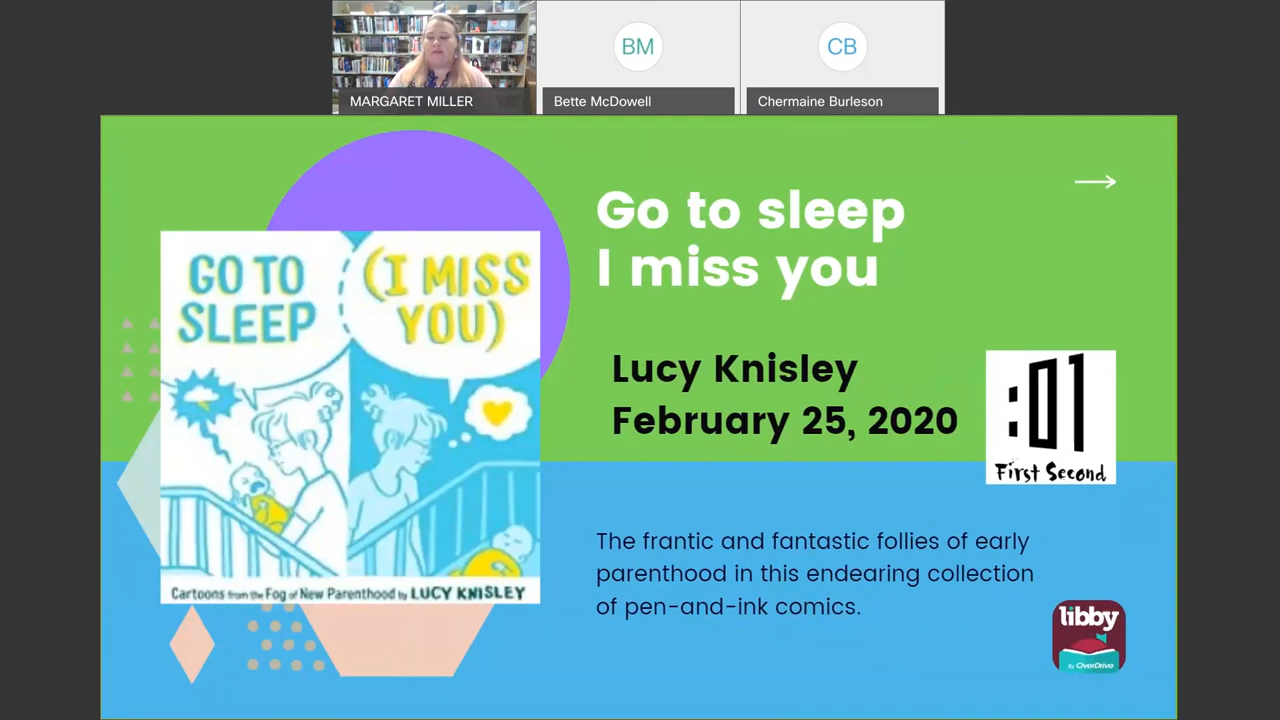 BM
CB
MARGARET MILLER
Bette McDowell
Chermaine Burleson
Go to sleep
I miss you
GO TO
SLEEP
(I MISS
YOU)
Lucy Knisley
February 25, 2020
:01
First Second
Cartoons from the Fog of New Parenthood by LUCY KNISLEY
The frantic and fantastic follies of early
parenthood in this endearing collection
of pen-and-ink comics.
libby
By OverDrive